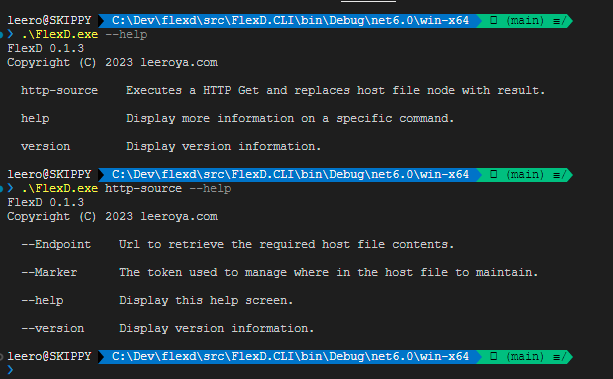 leero@SKIPPY C:\Dev\flexd\src\FlexD.CLI\bin\Debug\net6.0\win-x64 (main) ≡/
❯ .\FlexD.exe --help
FlexD 0.1.3
Copyright (C) 2023 leeroya.com
http-source Executes a HTTP Get and replaces host file node with result.
help Display more information on a specific command.
version Display version information.
leero@SKIPPY C:\Dev\flexd\src\FlexD.CLI\bin\Debug\net6.0\win-x64 (main) ≡/
❯ .\FlexD.exe http-source --help
FlexD 0.1.3
Copyright (C) 2023 leeroya.com
--Endpoint Url to retrieve the required host file contents.
--Marker The token used to manage where in the host file to maintain.
--help Display this help screen.
--version Display version information.
leero@SKIPPY C:\Dev\flexd\src\FlexD.CLI\bin\Debug\net6.0\win-x64 (main) ≡/
❯